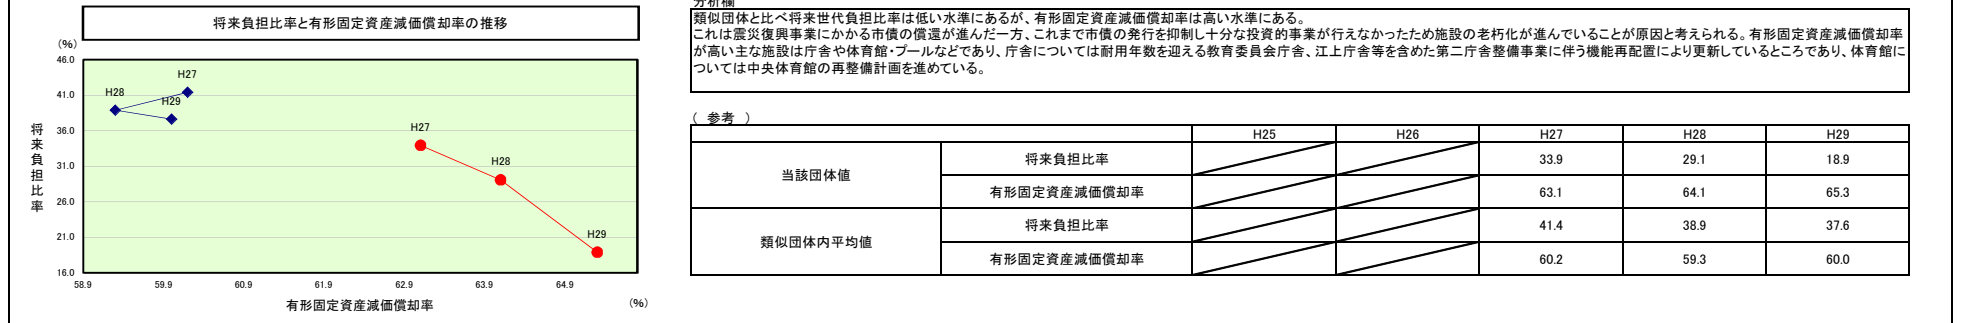 将来負担比率と有形固定資産減価償却率の推移
(%)
46.0
41.0
36.0
31.0
26.0
21.0
16.0
将来負担比率
H28
H27
H29
H27
H28
H29
58.9 59.9 60.9 61.9 62.9 63.9 64.9
有形固定資産減価償却率
(%)
分析欄
類似団体と比べ将来世代負担比率は低い水準にあるが、有形固定資産減価償却率は高い水準にある。
これは震災復興事業にかかる市債の償還が進んだ一方、これまで市債の発行を抑制し十分な投資的事業が行えなかったため施設の老朽化が進んでいることが原因と考えられる。有形固定資産減価償却率
が高い主な施設は庁舎や体育館・プールなどであり、庁舎については耐用年数を迎える教育委員会庁舎、江上庁舎等を含めた第二庁舎整備事業に伴う機能再配置により更新しているところであり、体育館に
ついては中央体育館の再整備計画を進めている。
( 参考 )
H25 H26 H27 H28 H29
当該団体値
将来負担比率 33.9 29.1 18.9
有形固定資産減価償却率 63.1 64.1 65.3
類似団体内平均値
将来負担比率 41.4 38.9 37.6
有形固定資産減価償却率 60.2 59.3 60.0